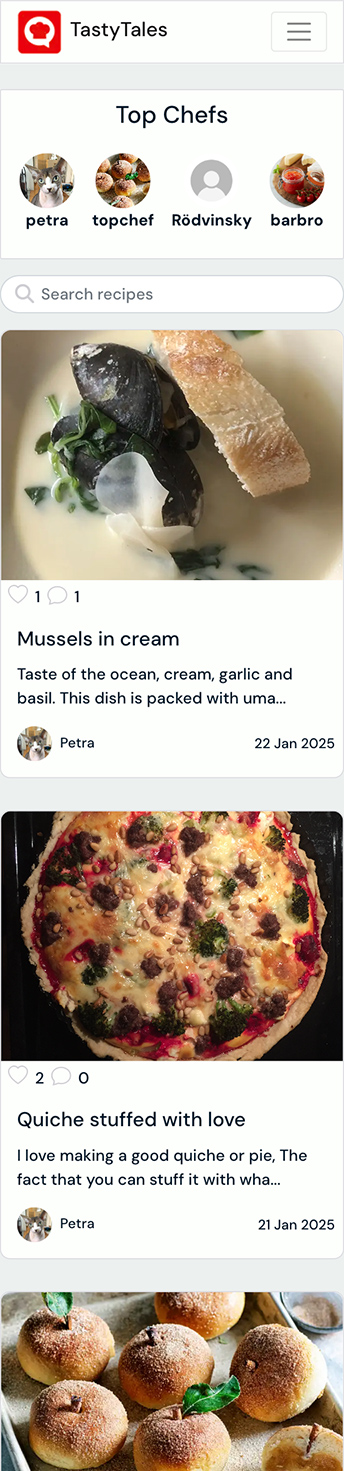 TastyTales
Top Chefs
petra topchef Rödvinsky barbro
Search recipes
1 1
Mussels in cream
Taste of the ocean, cream, garlic and
basil. This dish is packed with uma...
Petra 22 Jan 2025
2 0
Quiche stuffed with love
I love making a good quiche or pie, The
fact that you can stuff it with wha...
Petra 21 Jan 2025